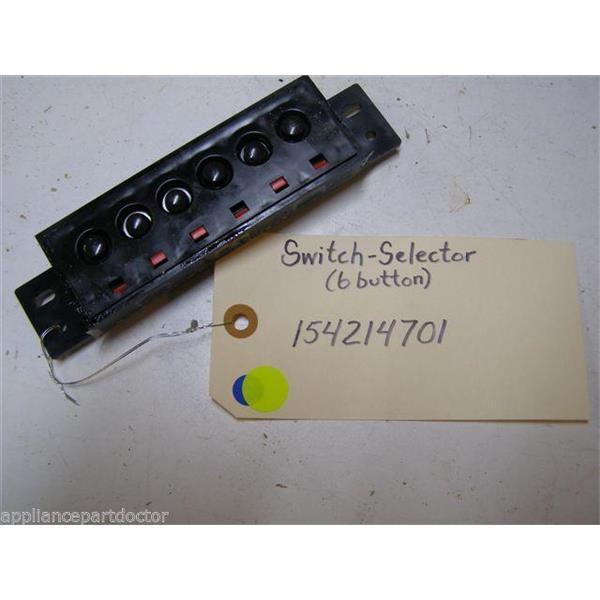 Switch-Selector
(6 button)
154214701
appliancepartdoctor